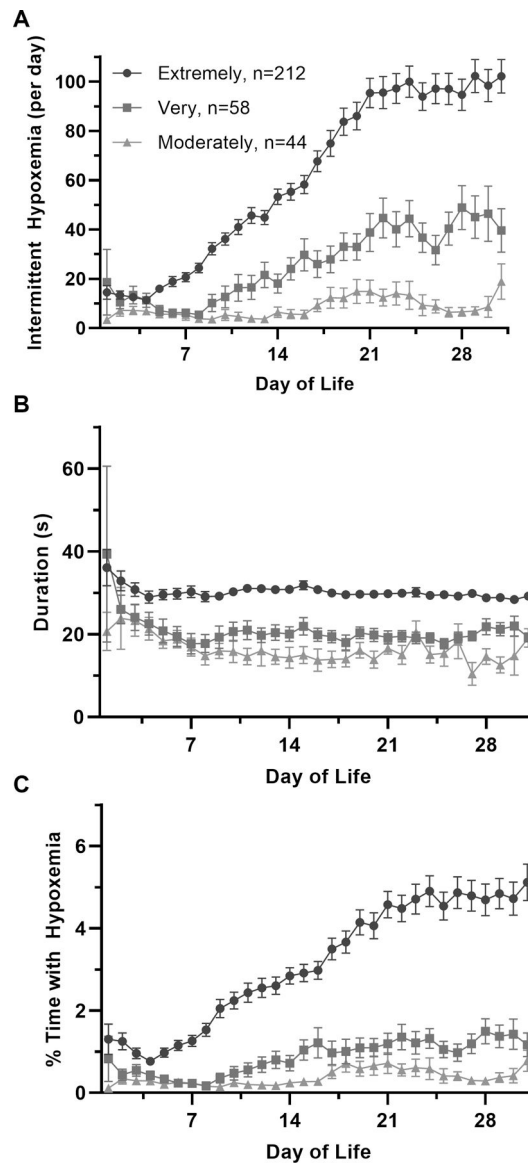 A
Intermittent Hypoxemia (per day)
100
80
60
40
20
0
Extremely, n=212
Very, n=58
Moderately, n=44
7
14
21
28
Day of Life
B
Duration (s)
60
40
20
0
7
14
21
28
Day of Life
C
% Time with Hypoxemia
6
4
2
0
7
14
21
28
Day of Life